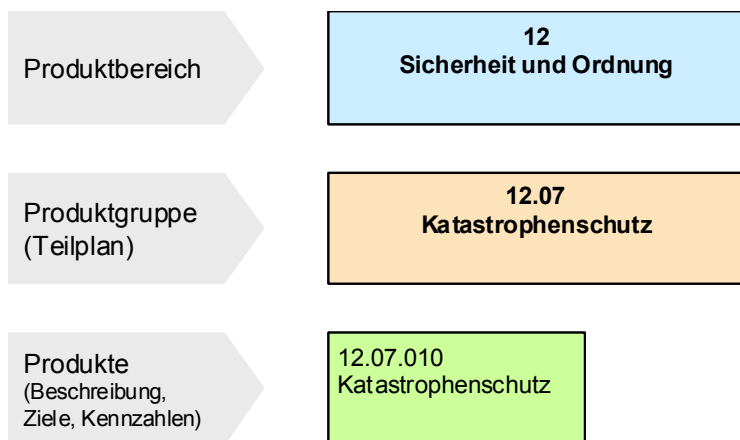 Produktbereich
12
Sicherheit und Ordnung
Produktgruppe
(Teilplan)
12.07
Katastrophenschutz
Produkte
(Beschreibung,
Ziele, Kennzahlen)
12.07.010
Katastrophenschutz